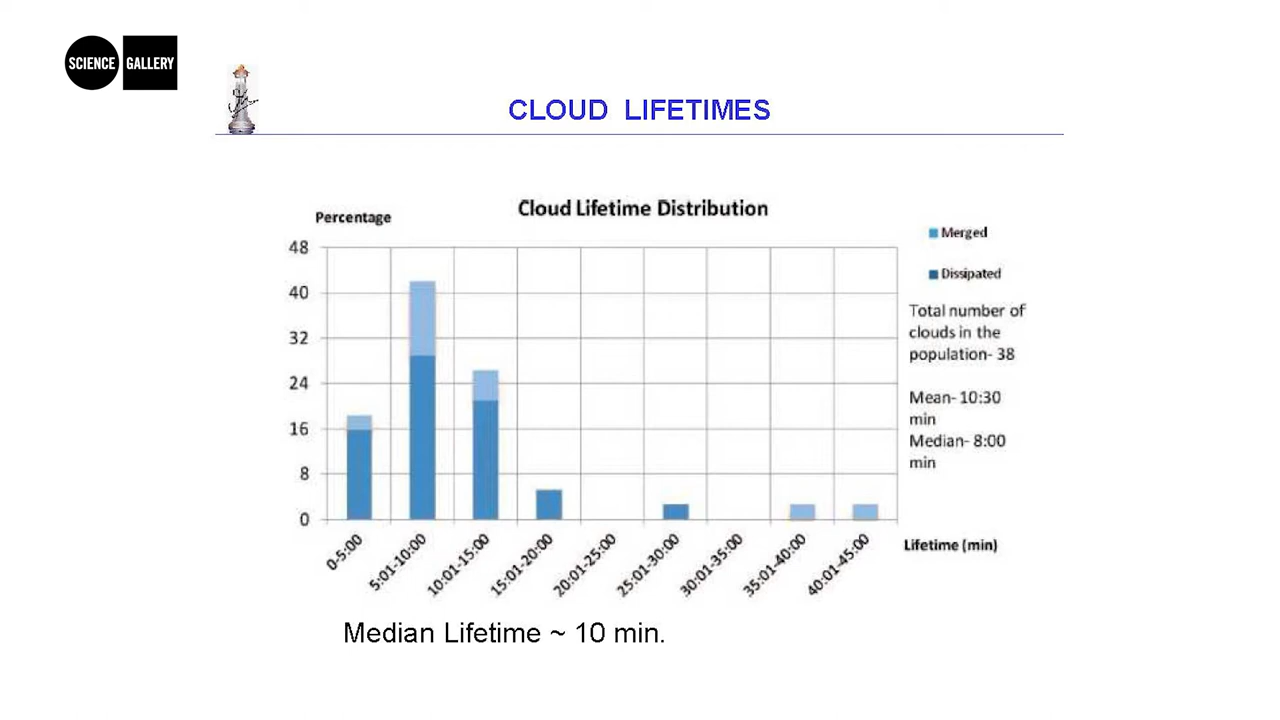 SCIENCE GALLERY
CLOUD LIFETIMES
Cloud Lifetime Distribution
Percentage
48
40
32
24
16
8
0
0-5:00
5:01-10:00
10:01-15:00
15:01-20:00
20:01-25:00
25:01-30:00
30:01-35:00
35:01-40:00
40:01-45:00
Lifetime (min)
Merged
Dissipated
Total number of
clouds in the
population- 38
Mean- 10:30
min
Median- 8:00
min
Median Lifetime ~ 10 min.